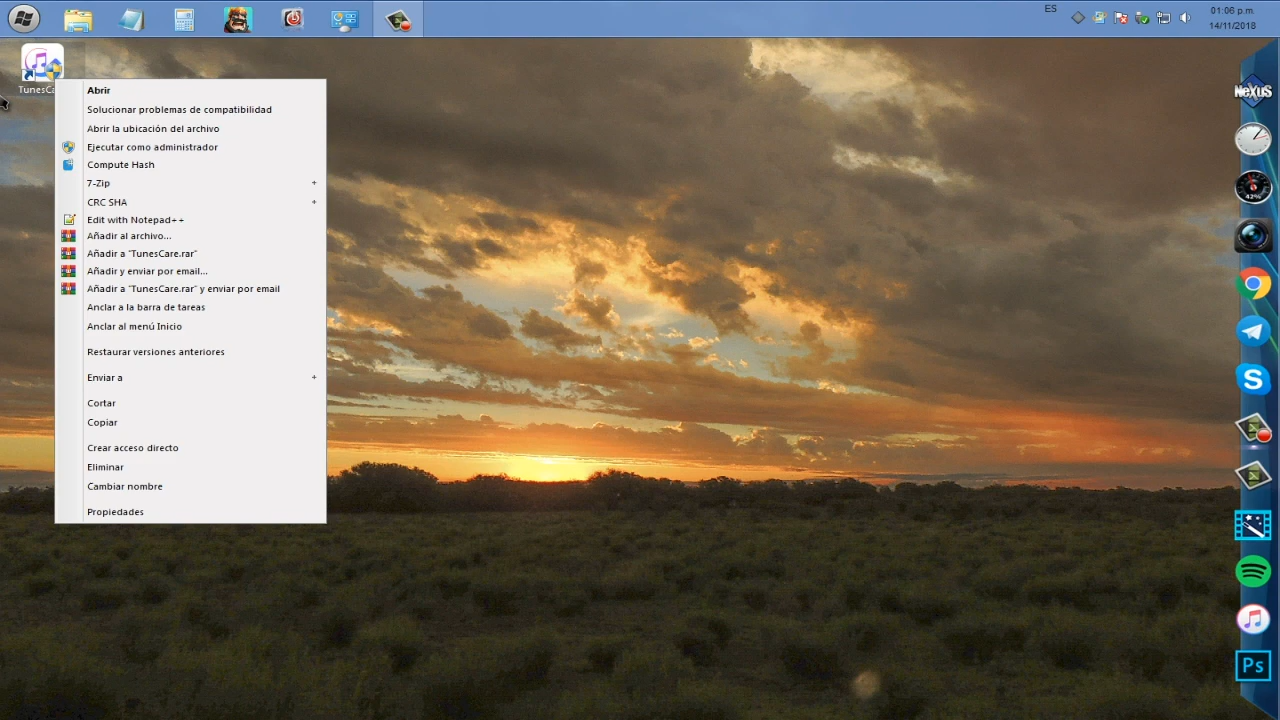 ES
01:06 p.m.
14/11/2018
TunesCa
Abrir
Solucionar problemas de compatibilidad
Abrir la ubicación del archivo
Ejecutar como administrador
Compute Hash
7-Zip
CRC SHA
Edit with Notepad++
Añadir al archivo...
Añadir a "TunesCare.rar"
Añadir y enviar por email...
Añadir a "TunesCare.rar" y enviar por email
Anclar a la barra de tareas
Anclar al menú Inicio
Restaurar versiones anteriores
Enviar a
Cortar
Copiar
Crear acceso directo
Eliminar
Cambiar nombre
Propiedades
NeXuS
42%
Ps